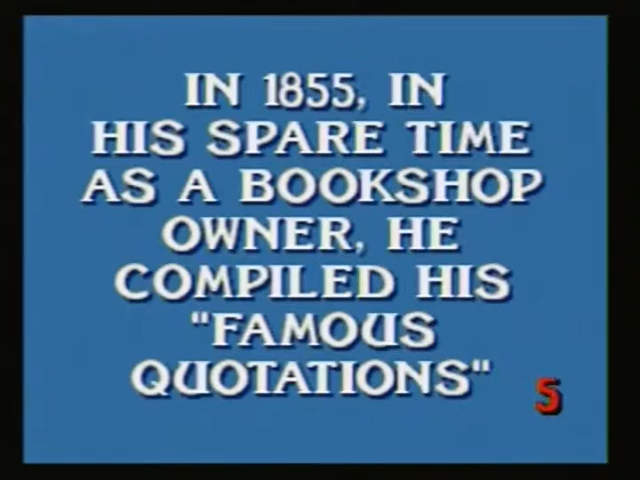 IN 1855, IN
HIS SPARE TIME
AS A BOOKSHOP
OWNER, HE
COMPILED HIS
"FAMOUS
QUOTATIONS"
5